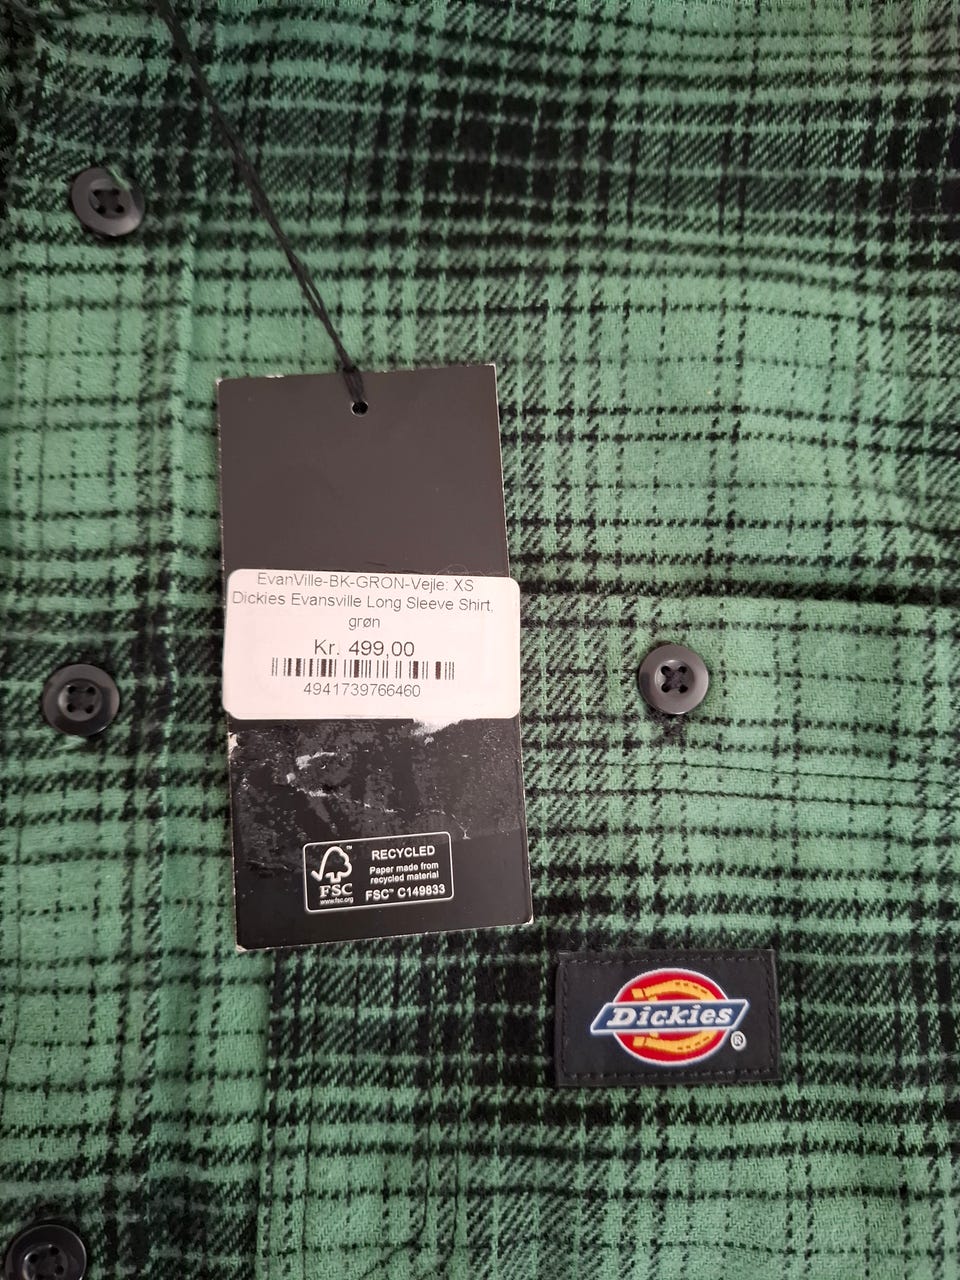 EvanVille-BK-GRON-Vejle: XS
Dickies Evansville Long Sleeve Shirt,
grøn
Kr. 499,00
4941739766460
FSC™
www.fsc.org
RECYCLED
Paper made from
recycled material
FSC™ C149833
Dickies®